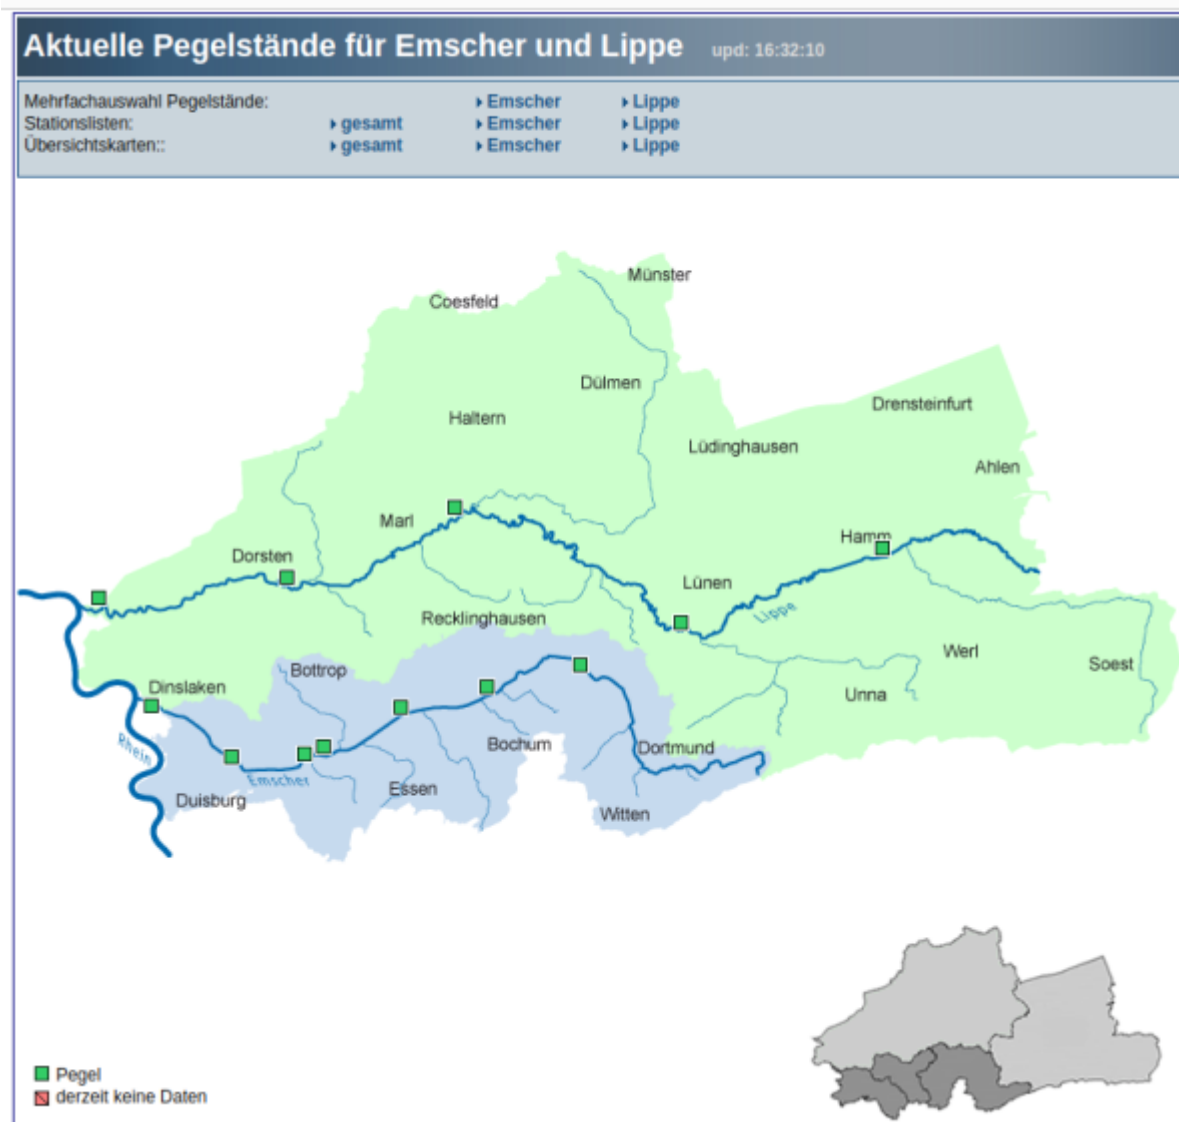 Aktuelle Pegelstände für Emscher und Lippe upd: 16:32:10
Mehrfachauswahl Pegelstände: Emscher Lippe
Stationslisten: gesamt Emscher Lippe
Übersichtskarten:: gesamt Emscher Lippe
Münster
Coesfeld
Dülmen
Drensteinfurt
Haltern
Lüdinghausen
Ahlen
Marl
Hamm
Dorsten
Lünen
Lippe
Recklinghausen
Werl
Soest
Bottrop
Dinslaken
Unna
Rhein
Bochum
Dortmund
Emscher
Essen
Duisburg
Witten
Pegel
derzeit keine Daten